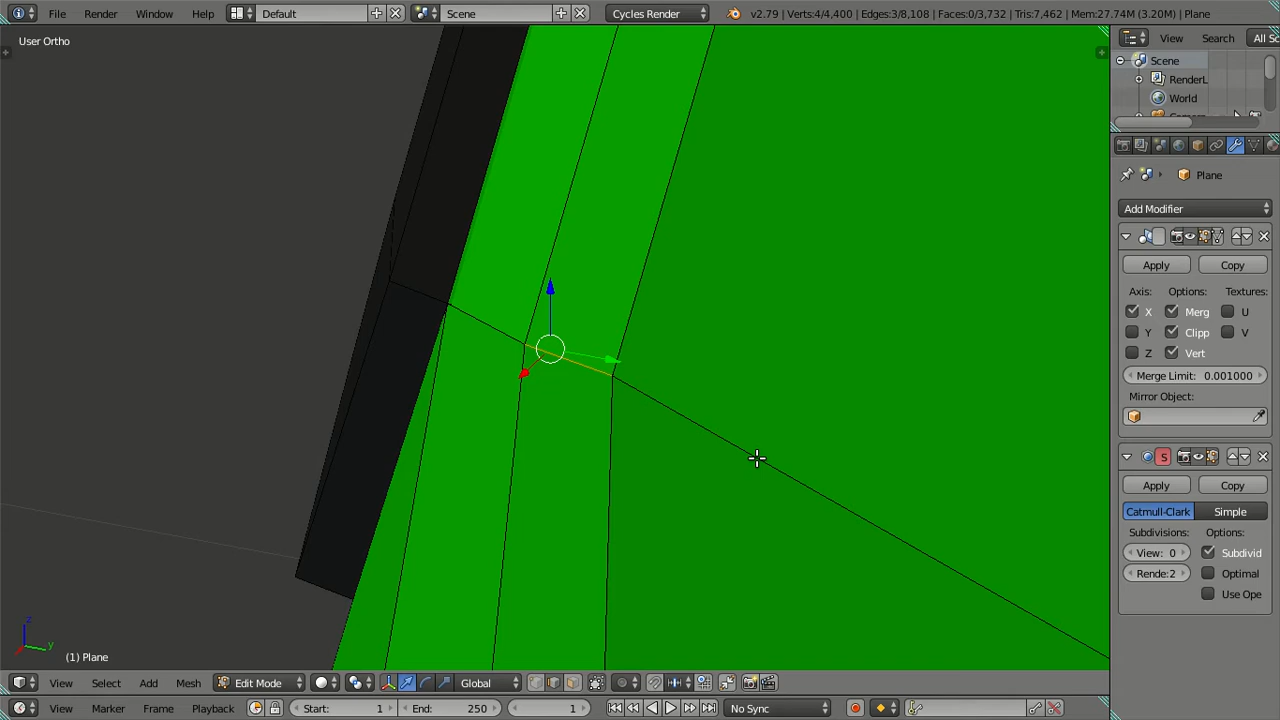 File Render Window Help Default Scene Cycles Render v2.79 | Verts:4/4,400 | Edges:3/8,108 | Faces:0/3,732 | Tris:7,462 | Mem:27.74M (3.20M) | Plane
User Ortho
View Search All Sc
Scene
RenderL
World
Plane
Add Modifier
Apply Copy
Axis: Options: Textures:
X Merg U
Y Clipp V
Z Vert
Merge Limit: 0.001000
Mirror Object:
S
Apply Copy
Catmull-Clark Simple
Subdivisions: Options:
View: 0 Subdivid
Rende: 2 Optimal
Use Ope
z
y
(1) Plane
View Select Add Mesh Edit Mode Global
View Marker Frame Playback Start: 1 End: 250 1 No Sync